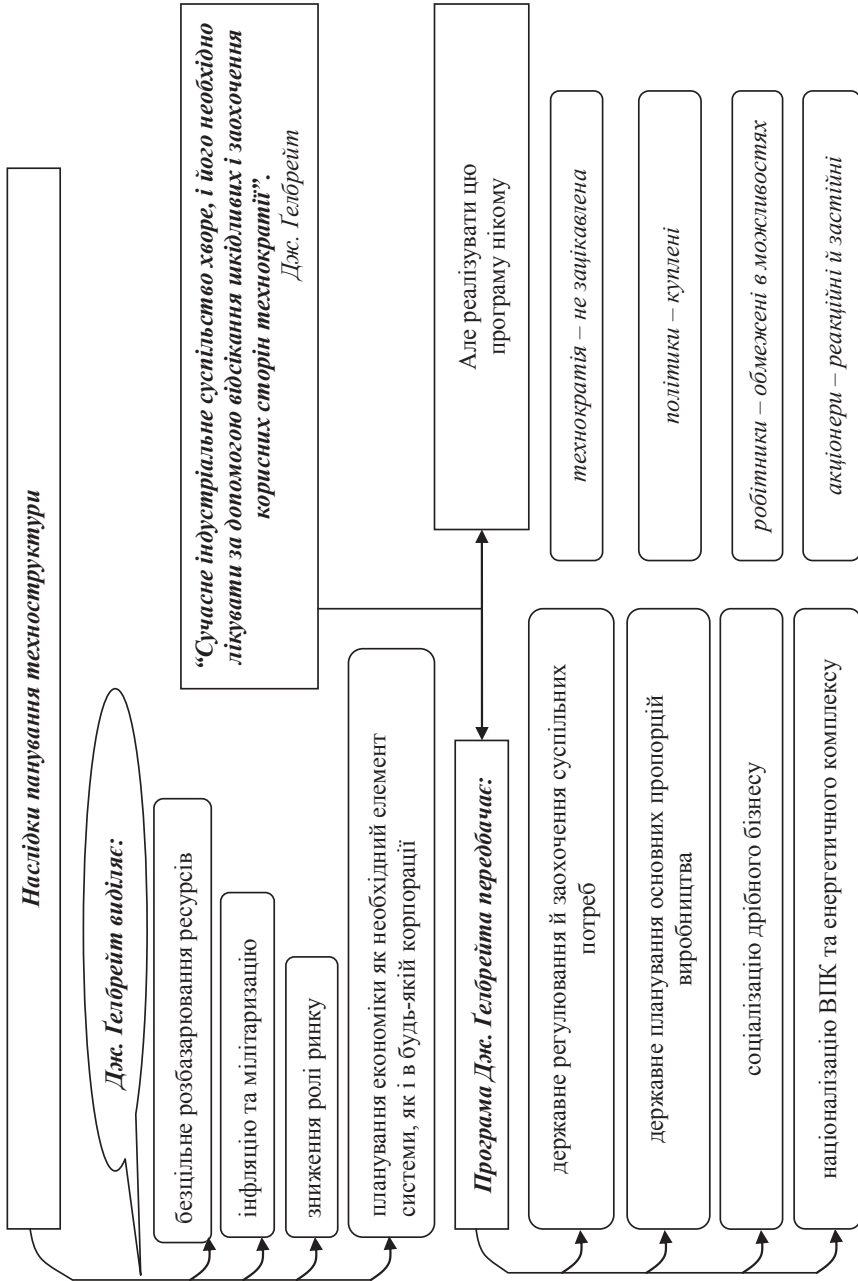 Наслідки панування техноструктури
Дж. Ґелбрейт виділяє:
безцільне розбазарювання ресурсів
інфляцію та мілітаризацію
зниження ролі ринку
планування економіки як необхідний елемент
системи, як і в будь-якій корпорації
“Сучасне індустріальне суспільство хворе, і його необхідно
лікувати за допомогою відсікання шкідливих і заохочення
корисних сторін технократії”.
Дж. Ґелбрейт
Програма Дж. Ґелбрейта передбачає:
державне регулювання й заохочення суспільних
потреб
державне планування основних пропорцій
виробництва
соціалізацію дрібного бізнесу
націоналізацію ВПК та енергетичного комплексу
Але реалізувати цю
програму нікому
технократія – не зацікавлена
політики – куплені
робітники – обмежені в можливостях
акціонери – реакційні й застійні